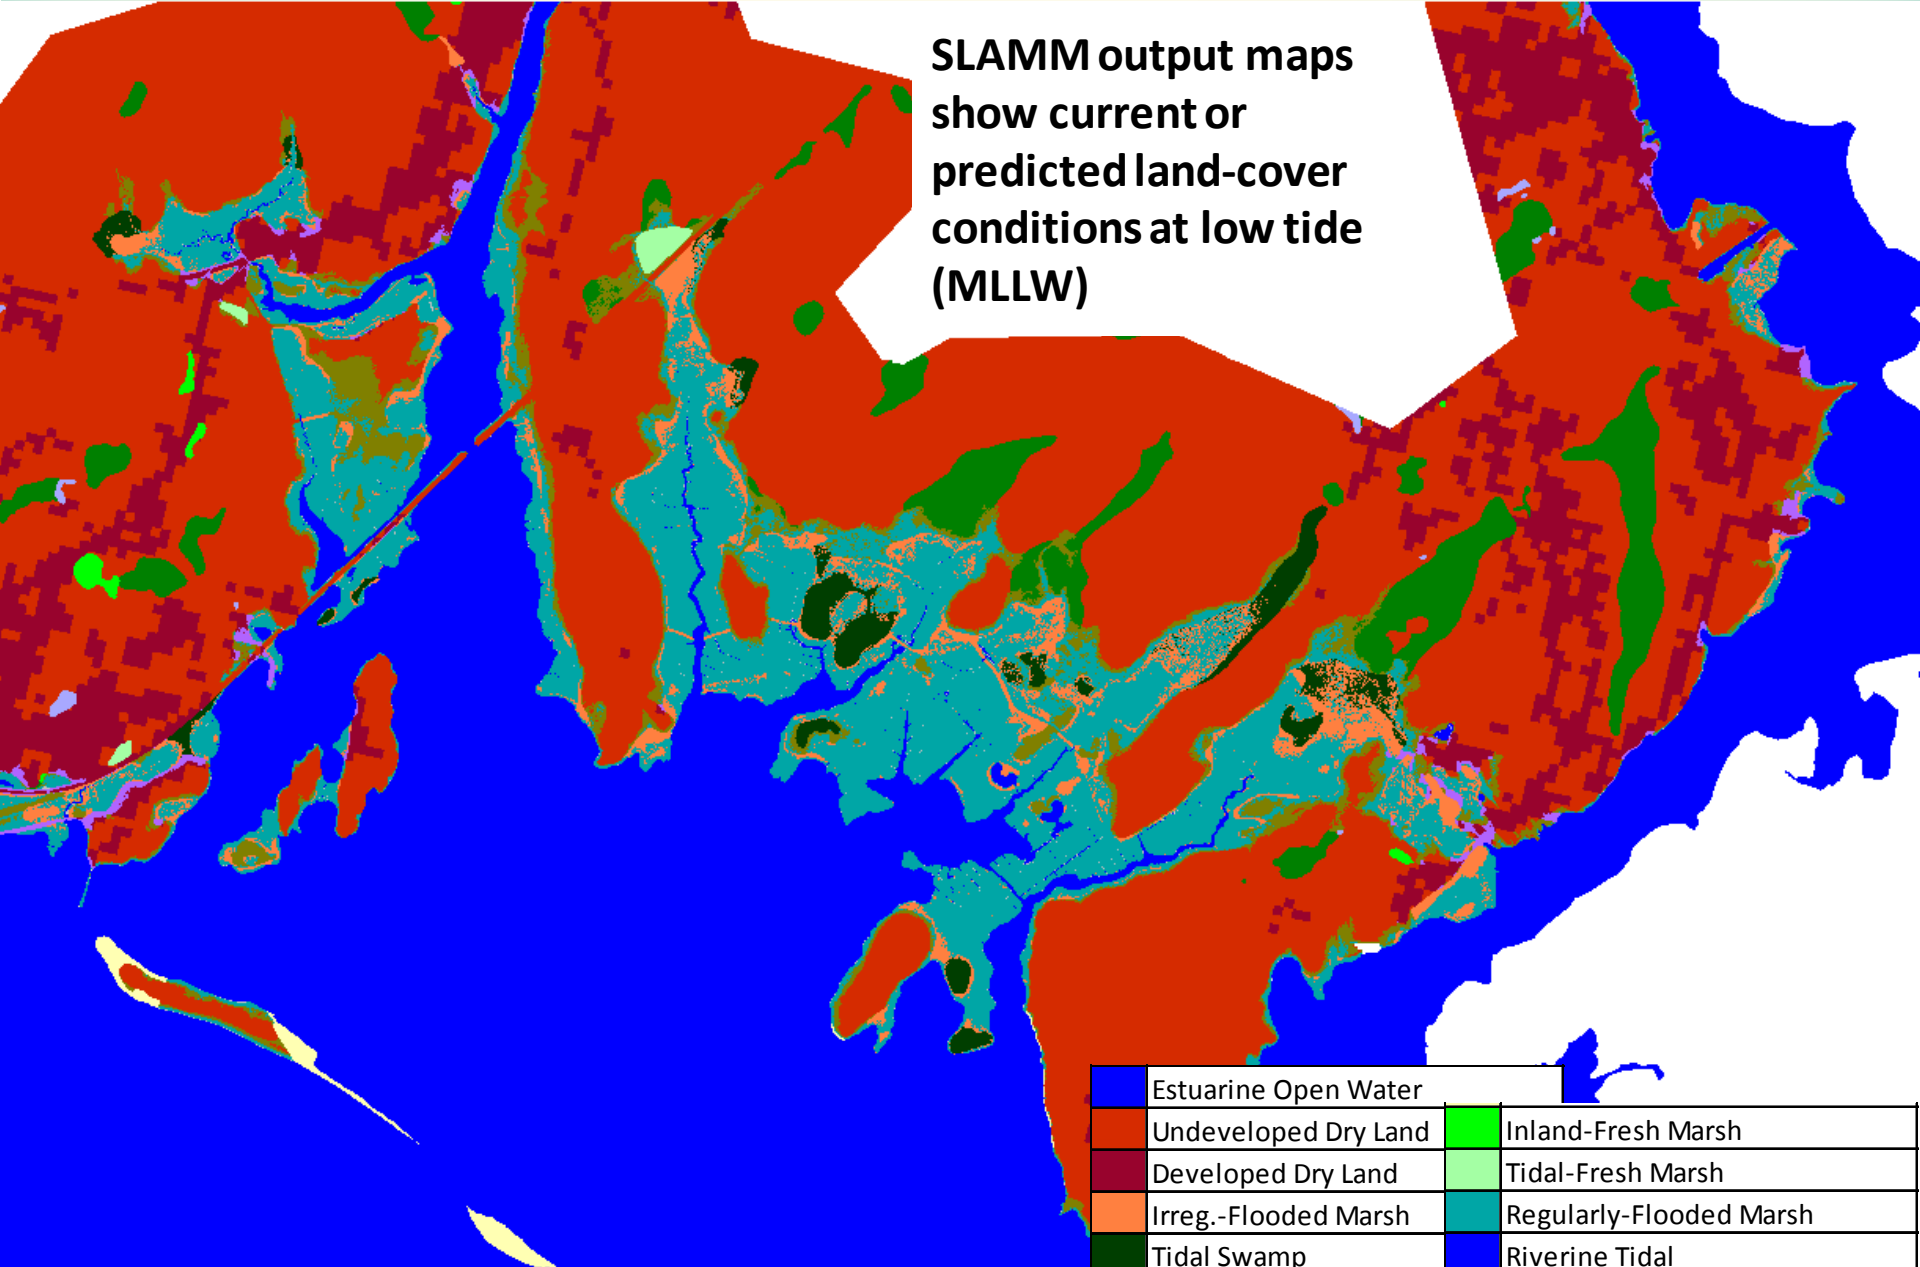 SLAMM output maps
show current or
predicted land-cover
conditions at low tide
(MLLW)
Estuarine Open Water
Undeveloped Dry Land
Inland-Fresh Marsh
Developed Dry Land
Tidal-Fresh Marsh
Irreg.-Flooded Marsh
Regularly-Flooded Marsh
Tidal Swamp
Riverine Tidal